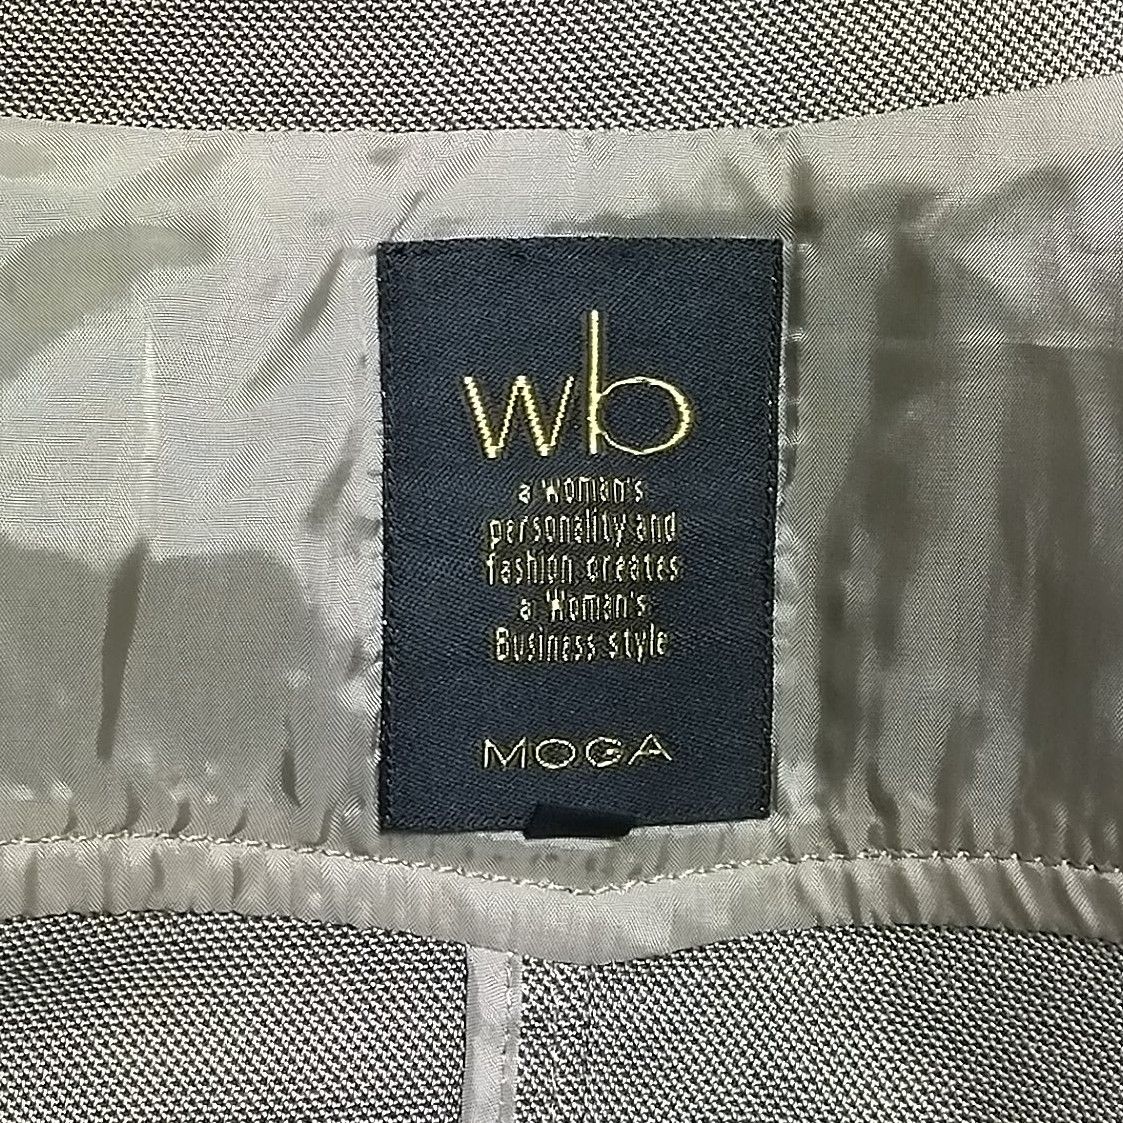 wb
a woman's
personality and
fashion creates
a Woman's
Business style
MOGA